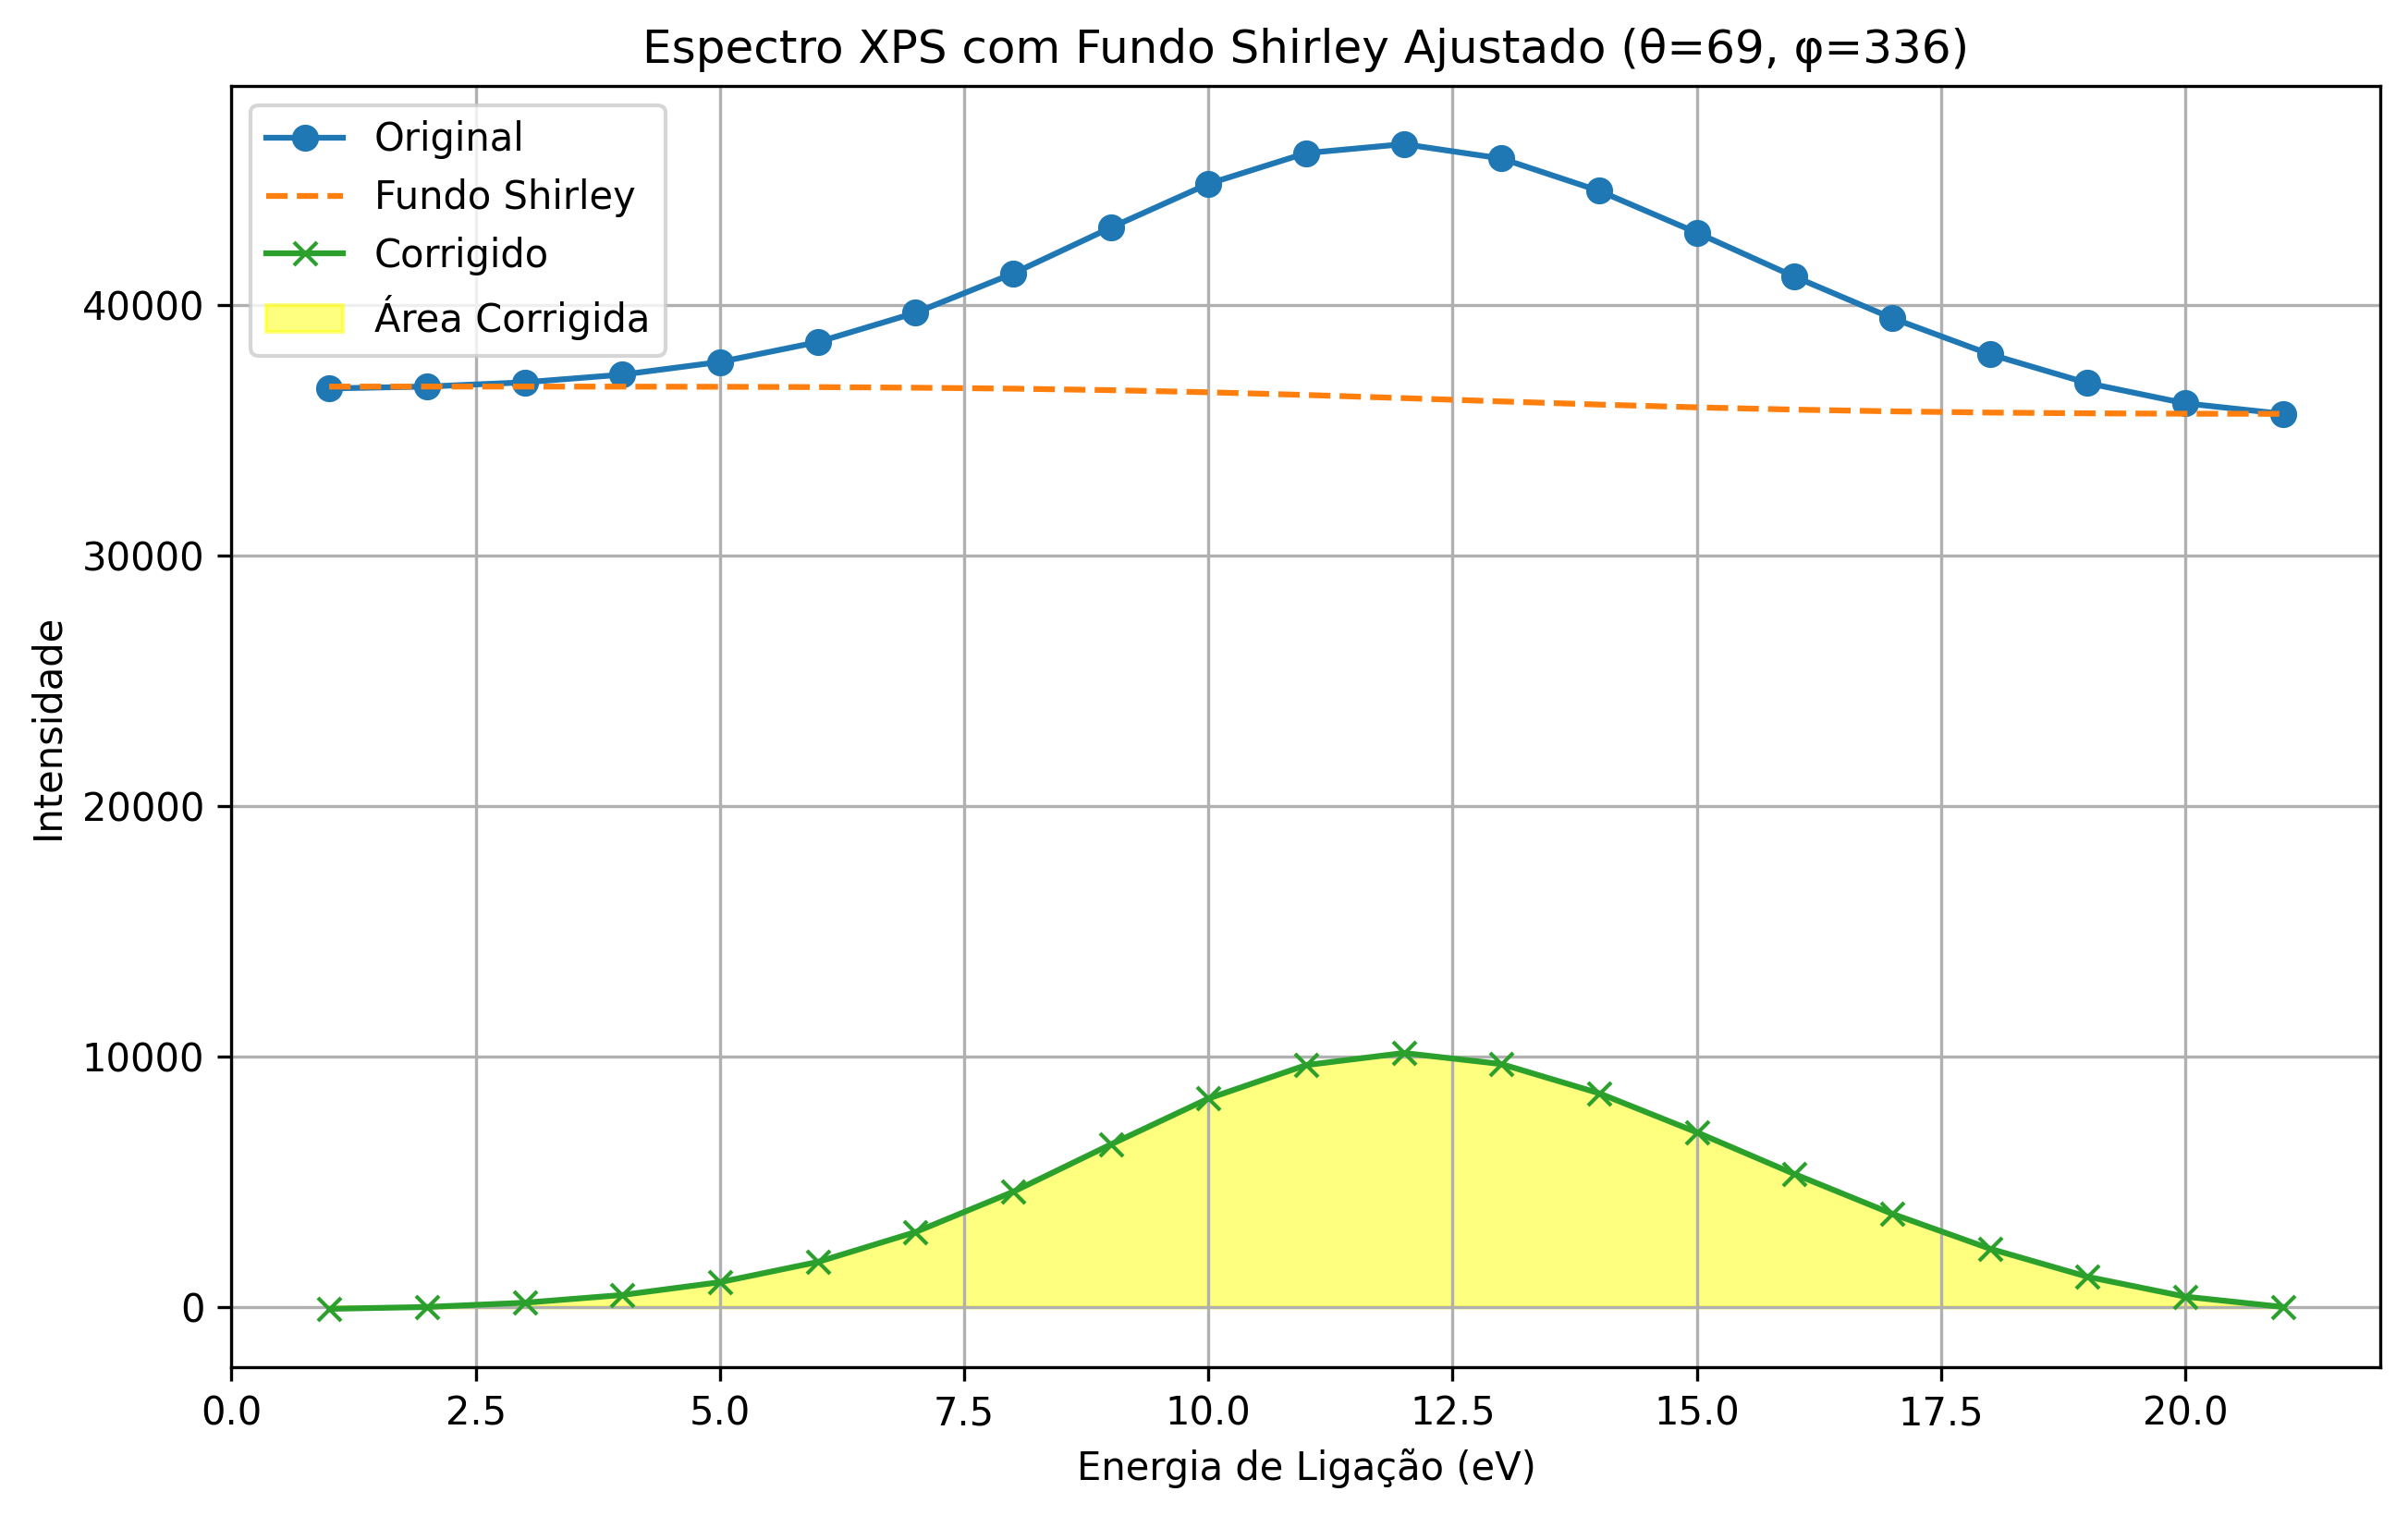 Espectro XPS com Fundo Shirley Ajustado (θ=69, φ=336)
Original
Fundo Shirley
Corrigido
Área Corrigida
Intensidade
40000
30000
20000
10000
0
0.0 2.5 5.0 7.5 10.0 12.5 15.0 17.5 20.0
Energia de Ligação (eV)